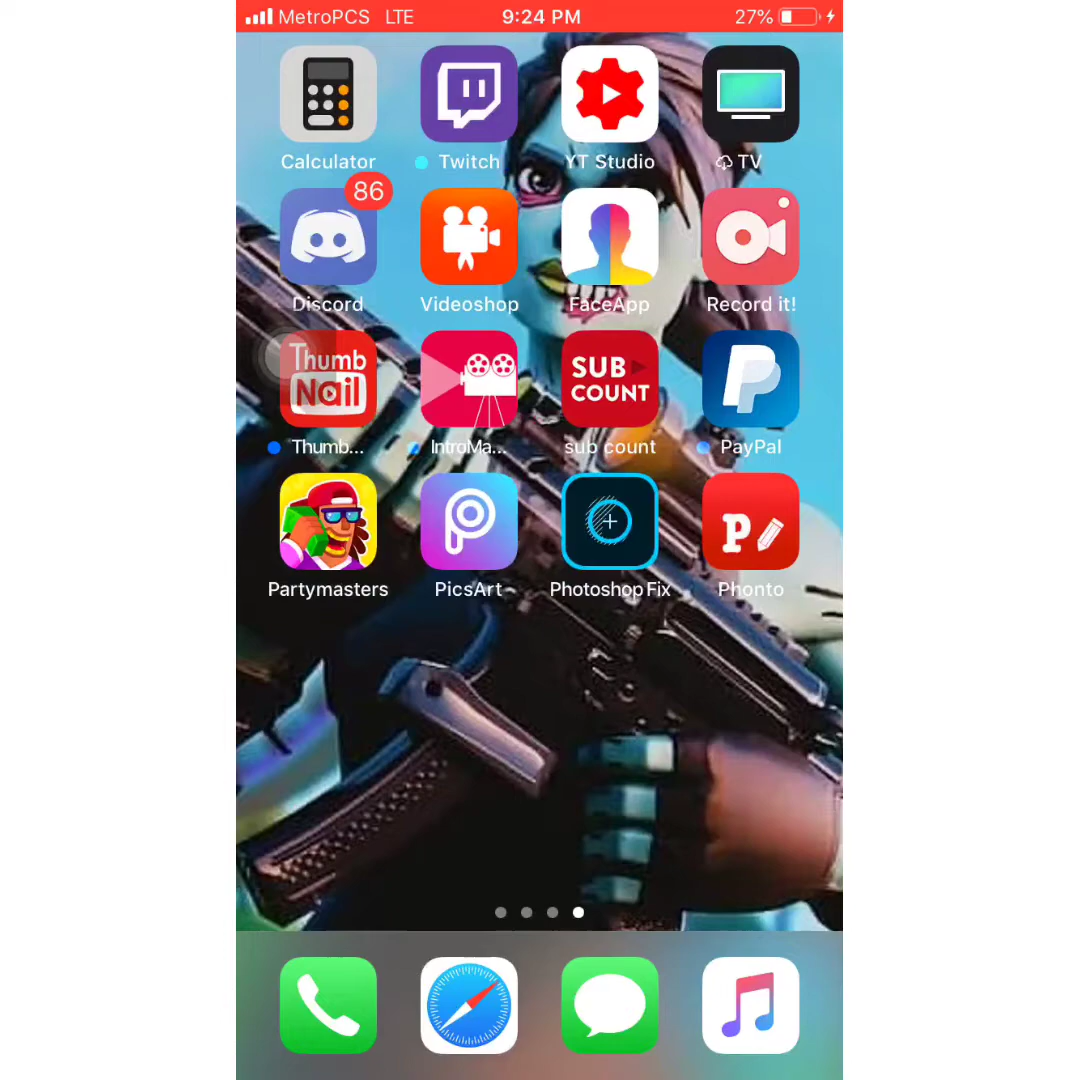 MetroPCS LTE 9:24 PM 27%
Calculator Twitch YT Studio TV
86
Discord Videoshop FaceApp Record it!
Thumb
Nail
SUB
COUNT
Thumb... IntroMa... sub count PayPal
Partymasters PicsArt Photoshop Fix Phonto